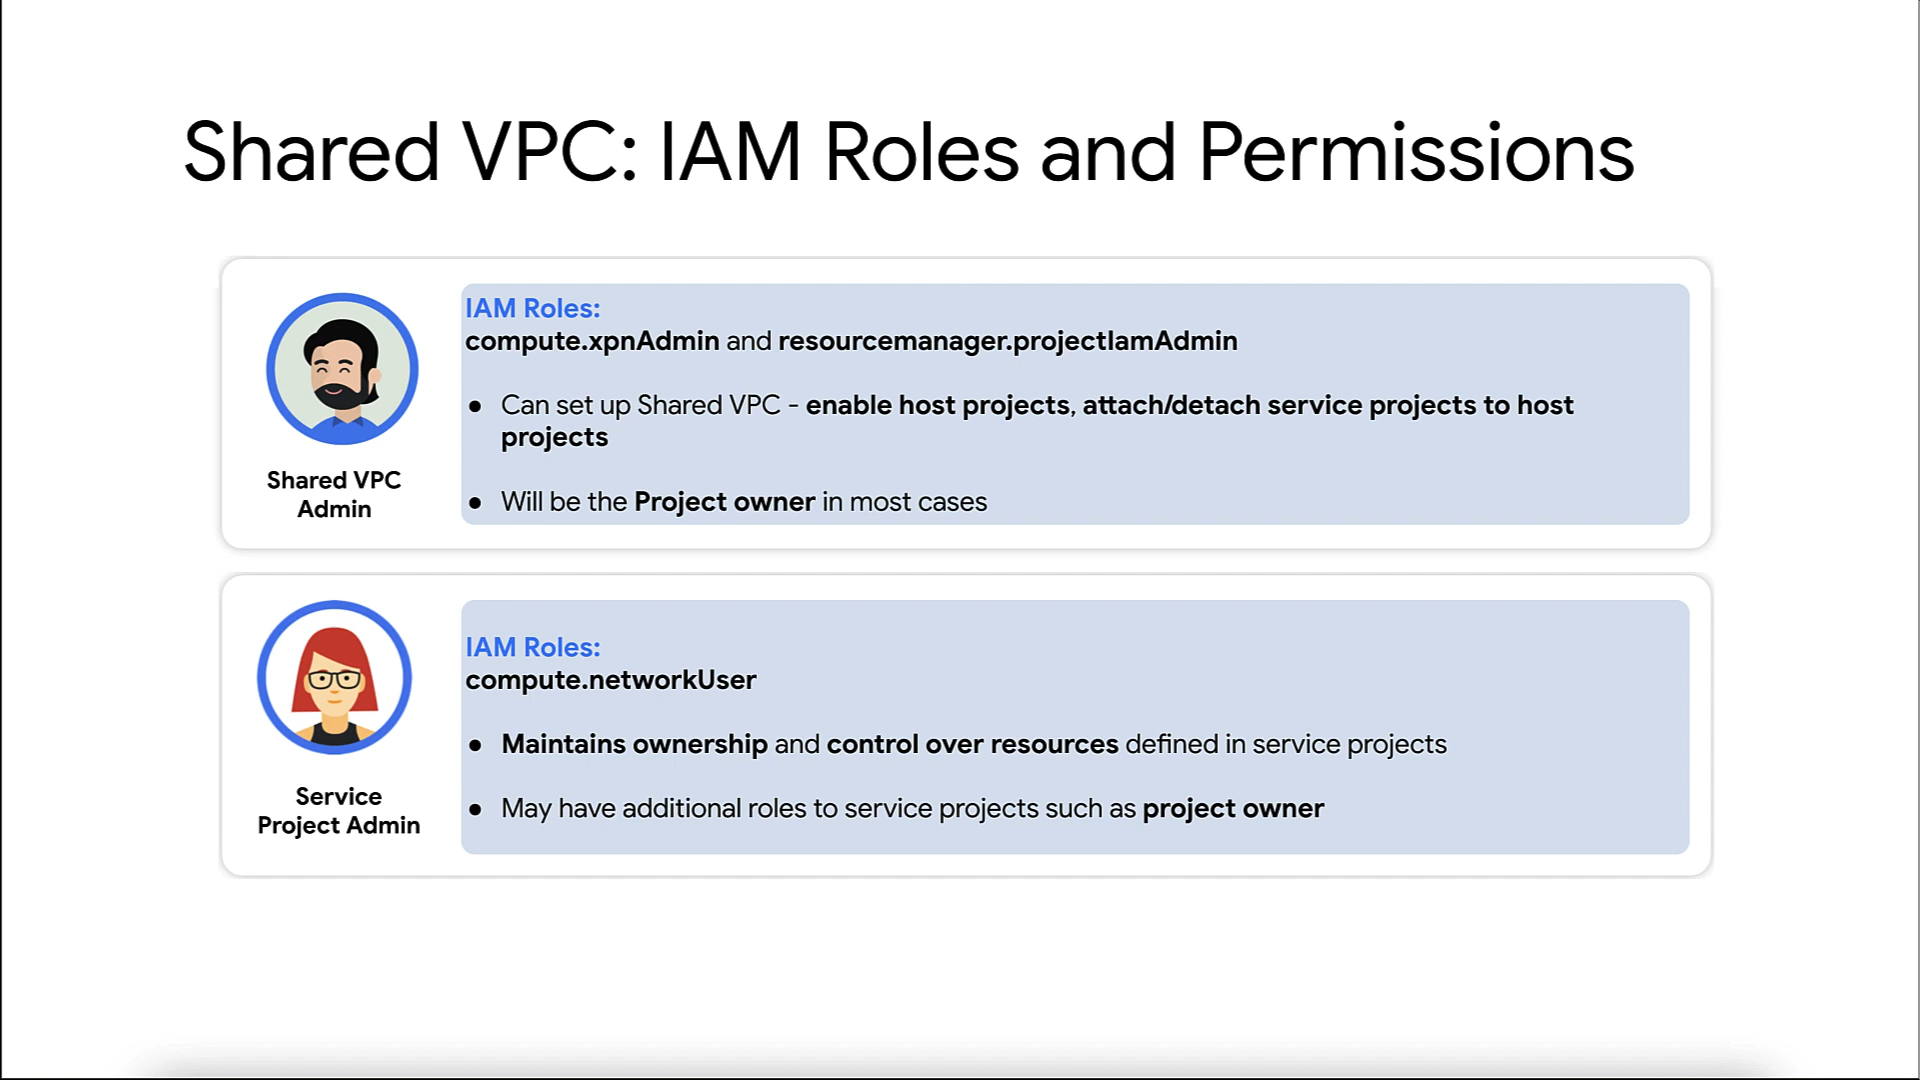 Shared VPC: IAM Roles and Permissions
IAM Roles:
compute.xpnAdmin and resourcemanager.projectIamAdmin
● Can set up Shared VPC - enable host projects, attach/detach service projects to host
projects
● Will be the Project owner in most cases
Shared VPC
Admin
IAM Roles:
compute.networkUser
● Maintains ownership and control over resources defined in service projects
● May have additional roles to service projects such as project owner
Service
Project Admin